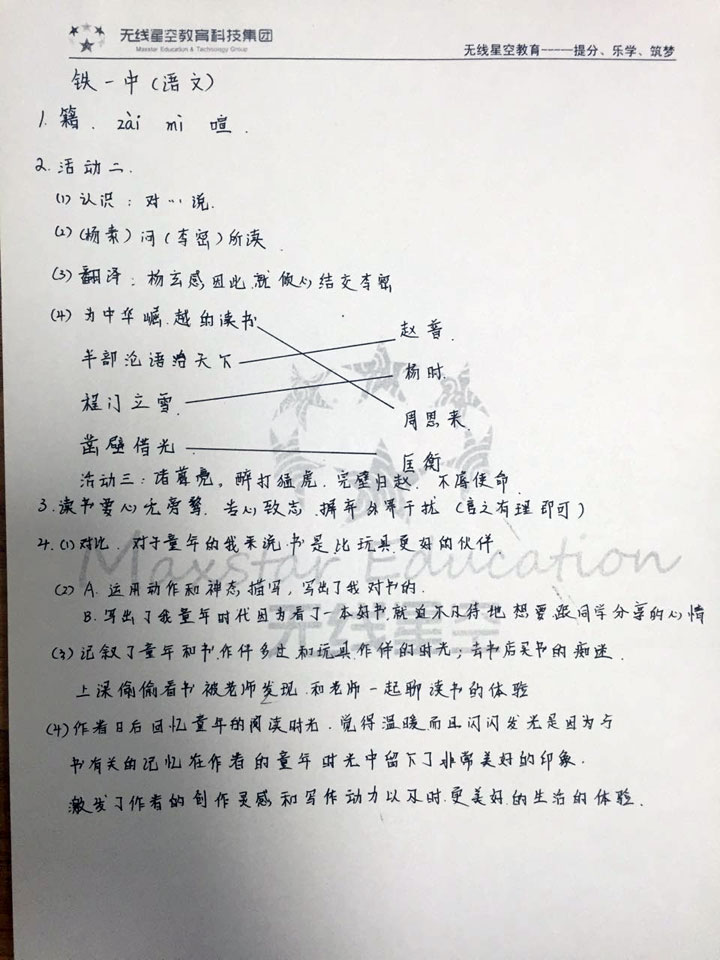 无线星空教育科技集团
Maxstar Education & Technology Group
无线星空教育-----提分、乐学、筑梦
铁一中(语文)
1. 籍. zài mì 喧.
2. 活动二.
(1) 认识: 对…说.
(2) (杨素)问(李密)所读.
(3) 翻译: 杨玄感因此就倾心结交李密
(4) 为中华崛起而读书 赵普.
半部论语治天下 杨时.
程门立雪. 周恩来.
凿壁借光 匡衡
活动三: 诸葛亮. 醉打猛虎. 完璧归赵. 不辱使命.
3. 读书要心无旁骛. 专心致志. 摒弃外界干扰 (言之有理即可)
4. (1) 对比. 对于童年的我来说书是比玩具更好的伙伴.
(2) A. 运用动作和神态描写, 写出了我对书的.
B. 写出了我童年时代因为看了一本好书就迫不及待地想要跟同学分享的心情
(3) 记叙了童年和书作伴多过和玩具作伴的时光; 去书店买书的痴迷.
上课偷偷看书被老师发现. 和老师一起聊读书的体验
(4) 作者日后回忆童年的阅读时光. 觉得温暖而且闪闪发光是因为与
书有关的记忆在作者的童年时光中留下了非常美好的印象.
激发了作者的创作灵感和写作动力以及对更美好的生活的体验.
Maxstar Education
无线星空